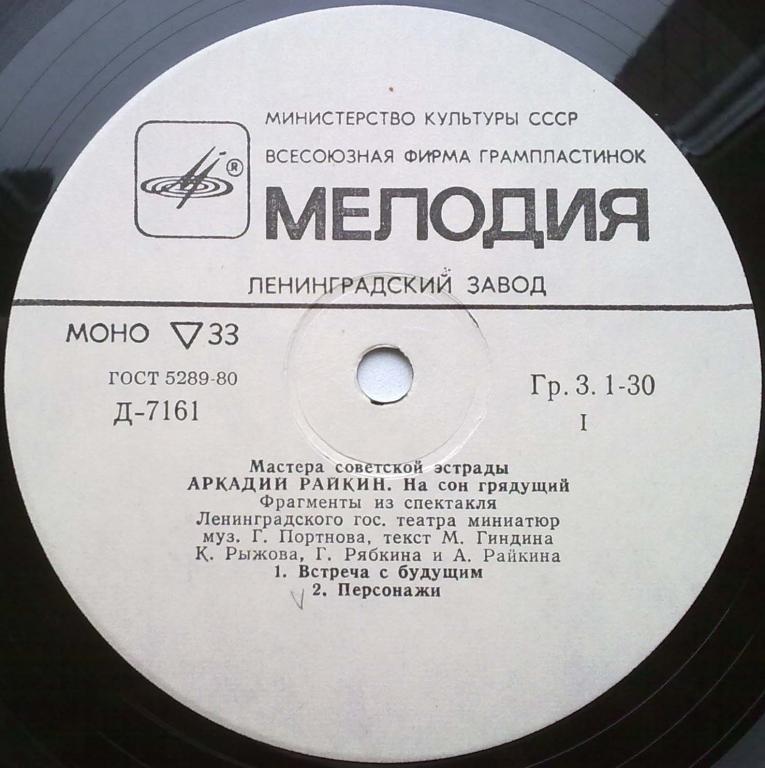 МИНИСТЕРСТВО КУЛЬТУРЫ СССР
ВСЕСОЮЗНАЯ ФИРМА ГРАМПЛАСТИНОК
®
МЕЛОДИЯ
ЛЕНИНГРАДСКИЙ ЗАВОД
МОНО ▽ 33
ГОСТ 5289-80
Д-7161
Гр. 3. 1-30
I
Мастера советской эстрады
АРКАДИЙ РАЙКИН. На сон грядущий
Фрагменты из спектакля
Ленинградского гос. театра миниатюр
муз. Г. Портнова, текст М. Гиндина
К. Рыжова, Г. Рябкина и А. Райкина
1. Встреча с будущим
2. Персонажи